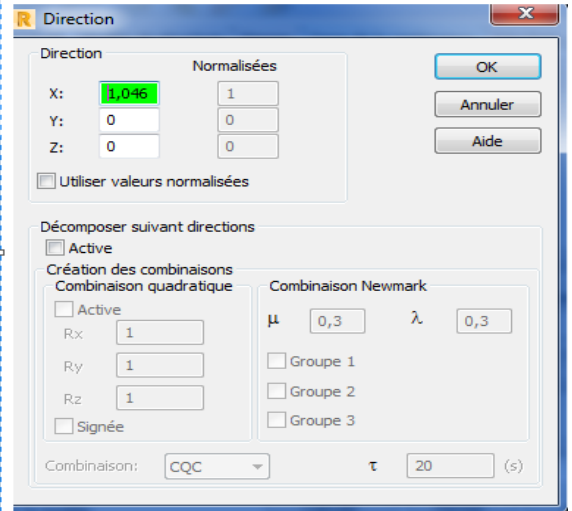 R Direction
Direction
Normalisées
OK
X: 1,046 1
Annuler
Y: 0 0
Z: 0 0
Aide
Utiliser valeurs normalisées
Décomposer suivant directions
Active
Création des combinaisons
Combinaison quadratique Combinaison Newmark
Active
μ 0,3 λ 0,3
Rx 1
Groupe 1
Ry 1
Groupe 2
Rz 1
Groupe 3
Signée
Combinaison: CQC τ 20 (s)